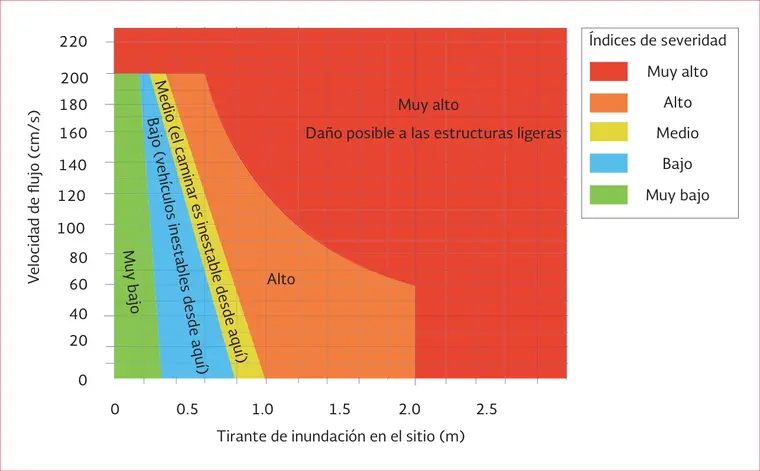 220
200
180
160
140
120
100
80
60
40
20
0
Velocidad de flujo (cm/s)
Muy bajo
Bajo (vehículos inestables desde aquí)
Medio (el caminar es inestable desde aquí)
Alto
Muy alto
Daño posible a las estructuras ligeras
0 0.5 1.0 1.5 2.0 2.5
Tirante de inundación en el sitio (m)
Índices de severidad
Muy alto
Alto
Medio
Bajo
Muy bajo